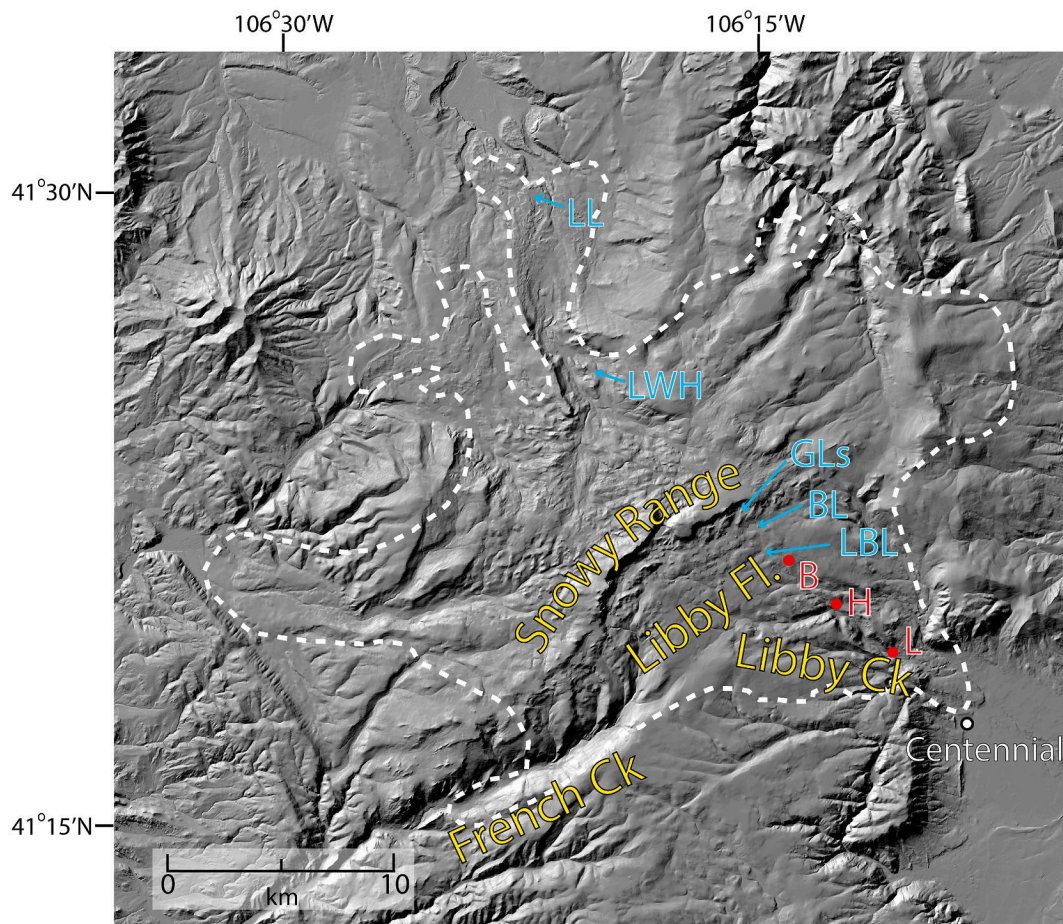 106°30'W
106°15'W
41°30'N
LL
LWH
GLs
BL
LBL
Snowy Range
Libby Fl.
B
H
L
Libby Ck
Centennial
French Ck
41°15'N
0
10
km